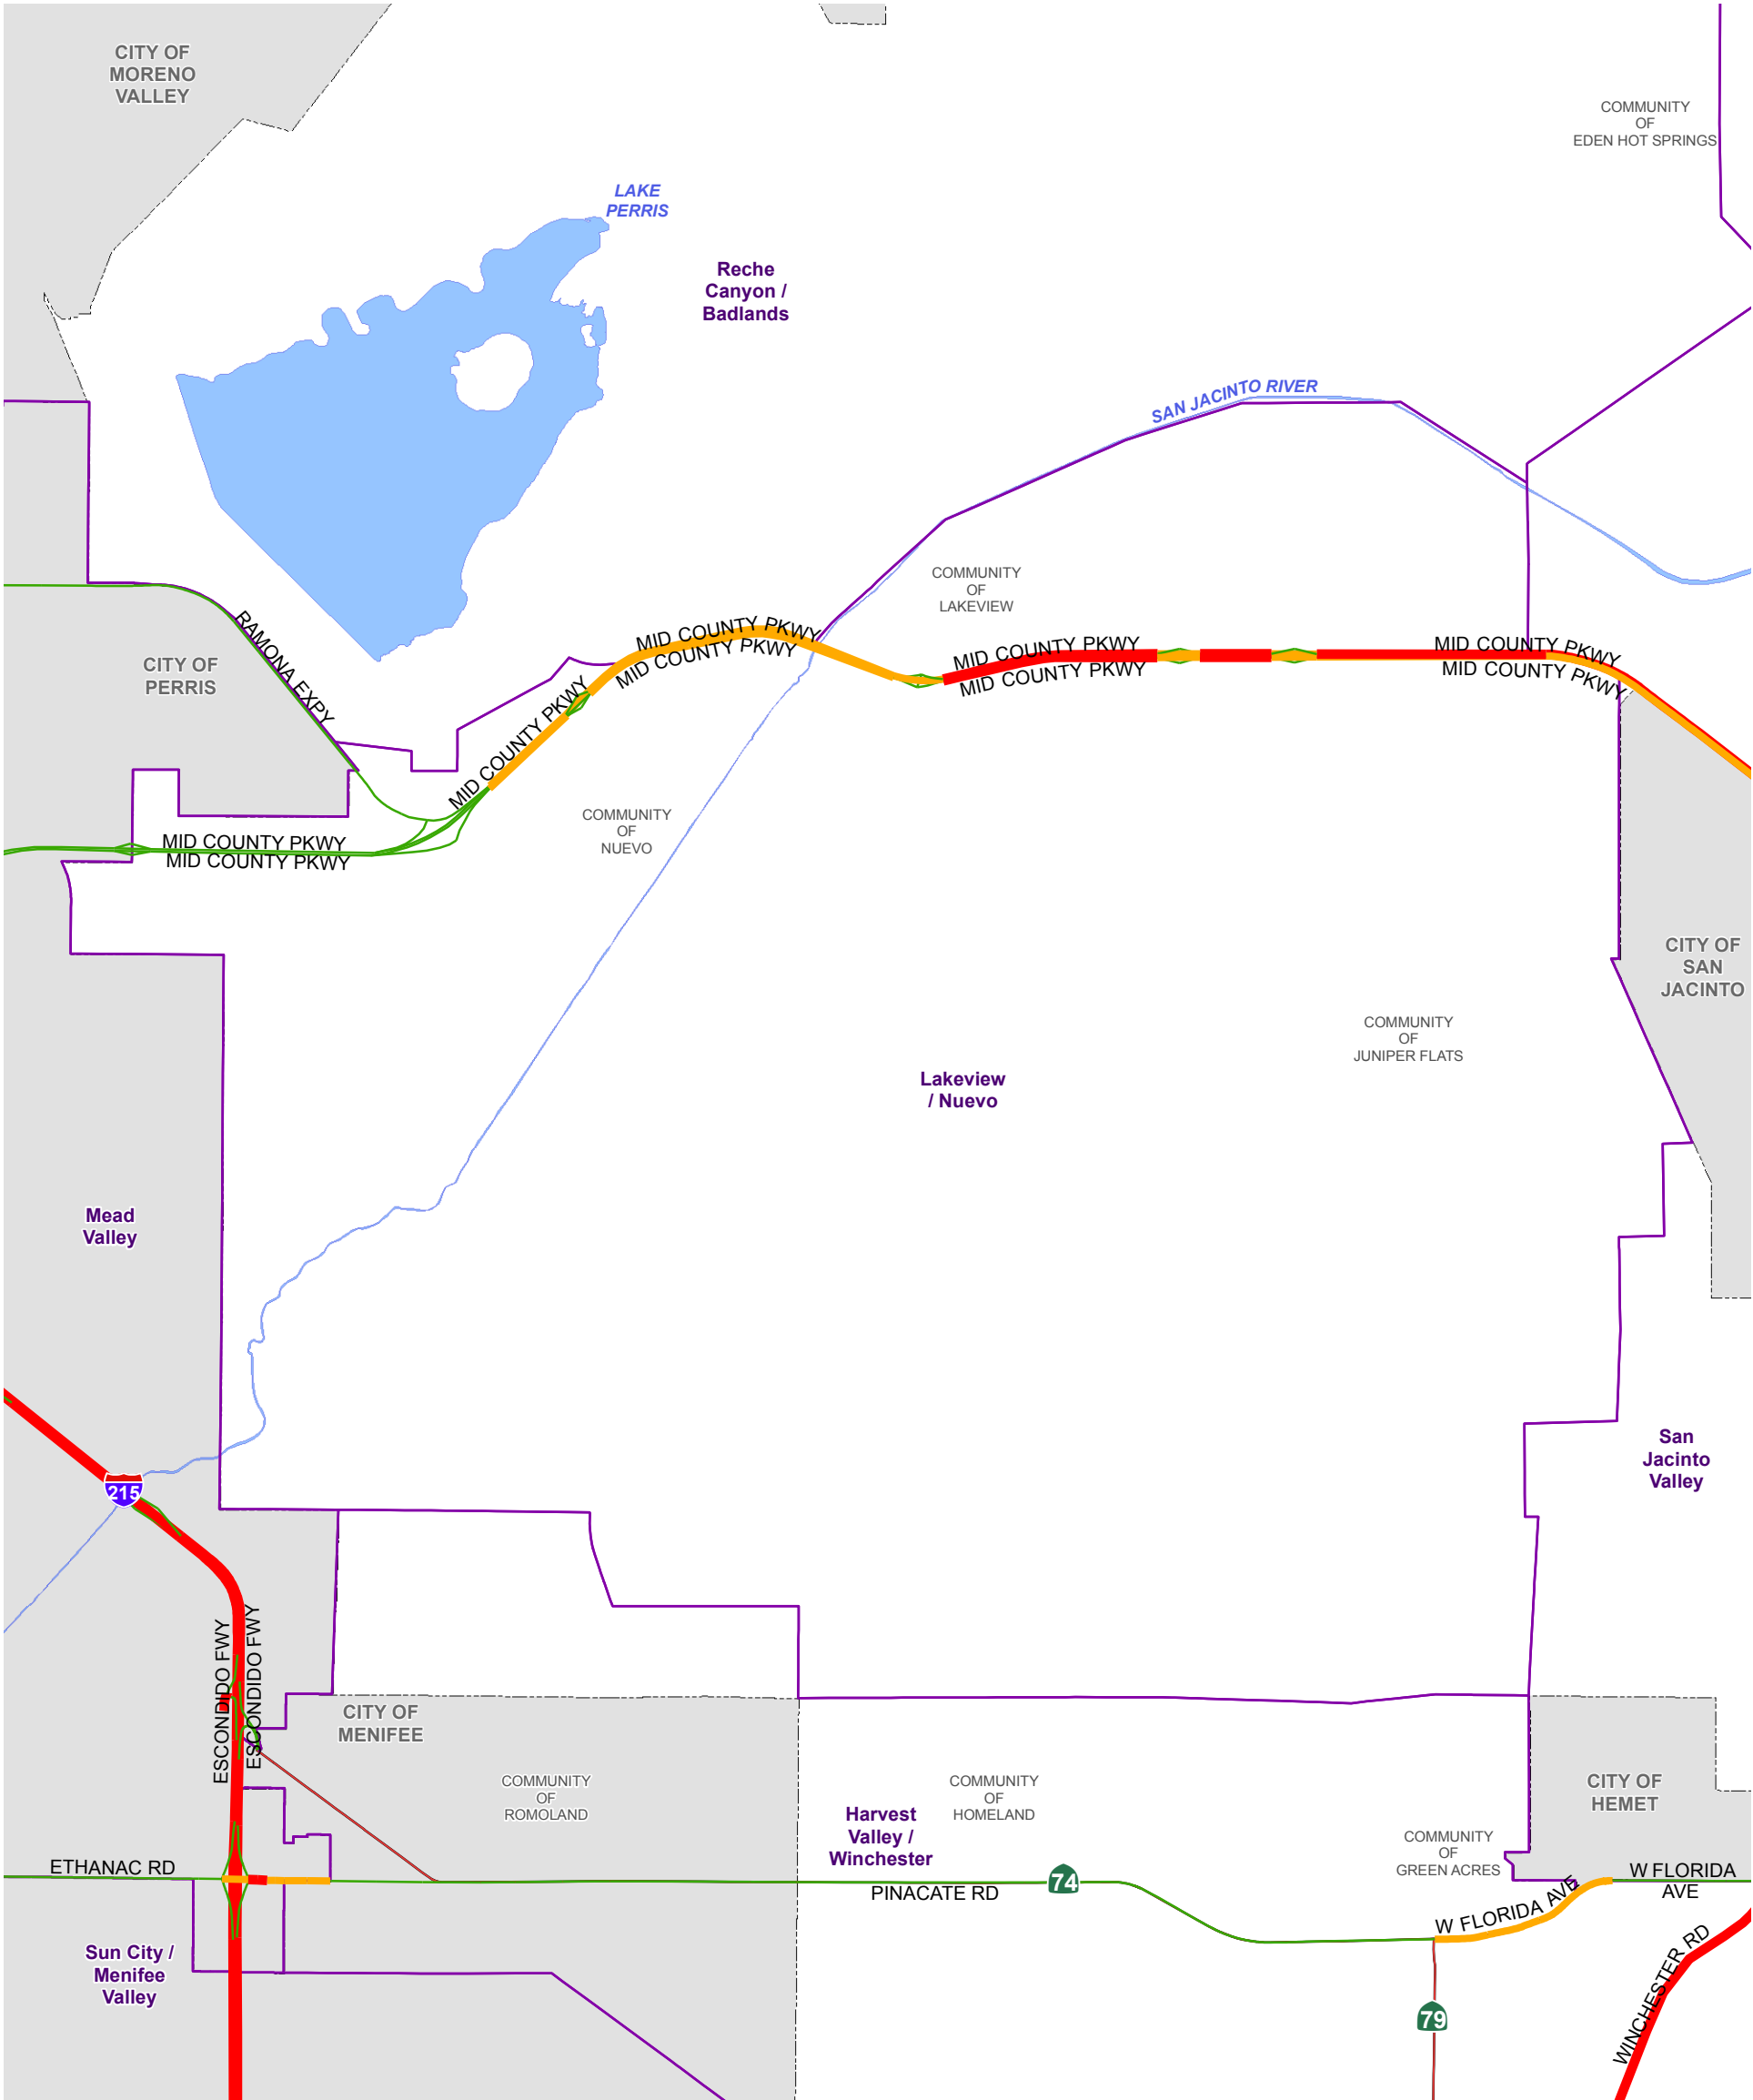 CITY OF
MORENO
VALLEY
COMMUNITY
OF
EDEN HOT SPRINGS
LAKE
PERRIS
Reche
Canyon /
Badlands
SAN JACINTO RIVER
COMMUNITY
OF
LAKEVIEW
RAMONA EXPY
CITY OF
PERRIS
MID COUNTY PKWY
MID COUNTY PKWY
MID COUNTY PKWY
MID COUNTY PKWY
MID COUNTY PKWY
MID COUNTY PKWY
MID COUNTY PKWY
MID COUNTY PKWY
MID COUNTY PKWY
COMMUNITY
OF
NUEVO
CITY OF
SAN
JACINTO
COMMUNITY
OF
JUNIPER FLATS
Lakeview
/ Nuevo
Mead
Valley
San
Jacinto
Valley
215
ESCONDIDO FWY
ESCONDIDO FWY
CITY OF
MENIFEE
COMMUNITY
OF
ROMOLAND
COMMUNITY
OF
HOMELAND
Harvest
Valley /
Winchester
CITY OF
HEMET
COMMUNITY
OF
GREEN ACRES
ETHANAC RD
PINACATE RD
74
W FLORIDA AVE
W FLORIDA
AVE
Sun City /
Menifee
Valley
79
WINCHESTER RD